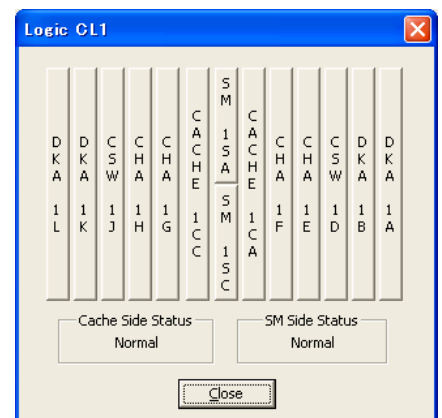 Logic CL1
DKA 1L
DKA 1K
CSW 1J
CHA 1H
CHA 1G
CACHE 1CC
SM 1SA
SM 1SC
CACHE 1CA
CHA 1F
CHA 1E
CSW 1D
DKA 1B
DKA 1A
Cache Side Status
Normal
SM Side Status
Normal
Close